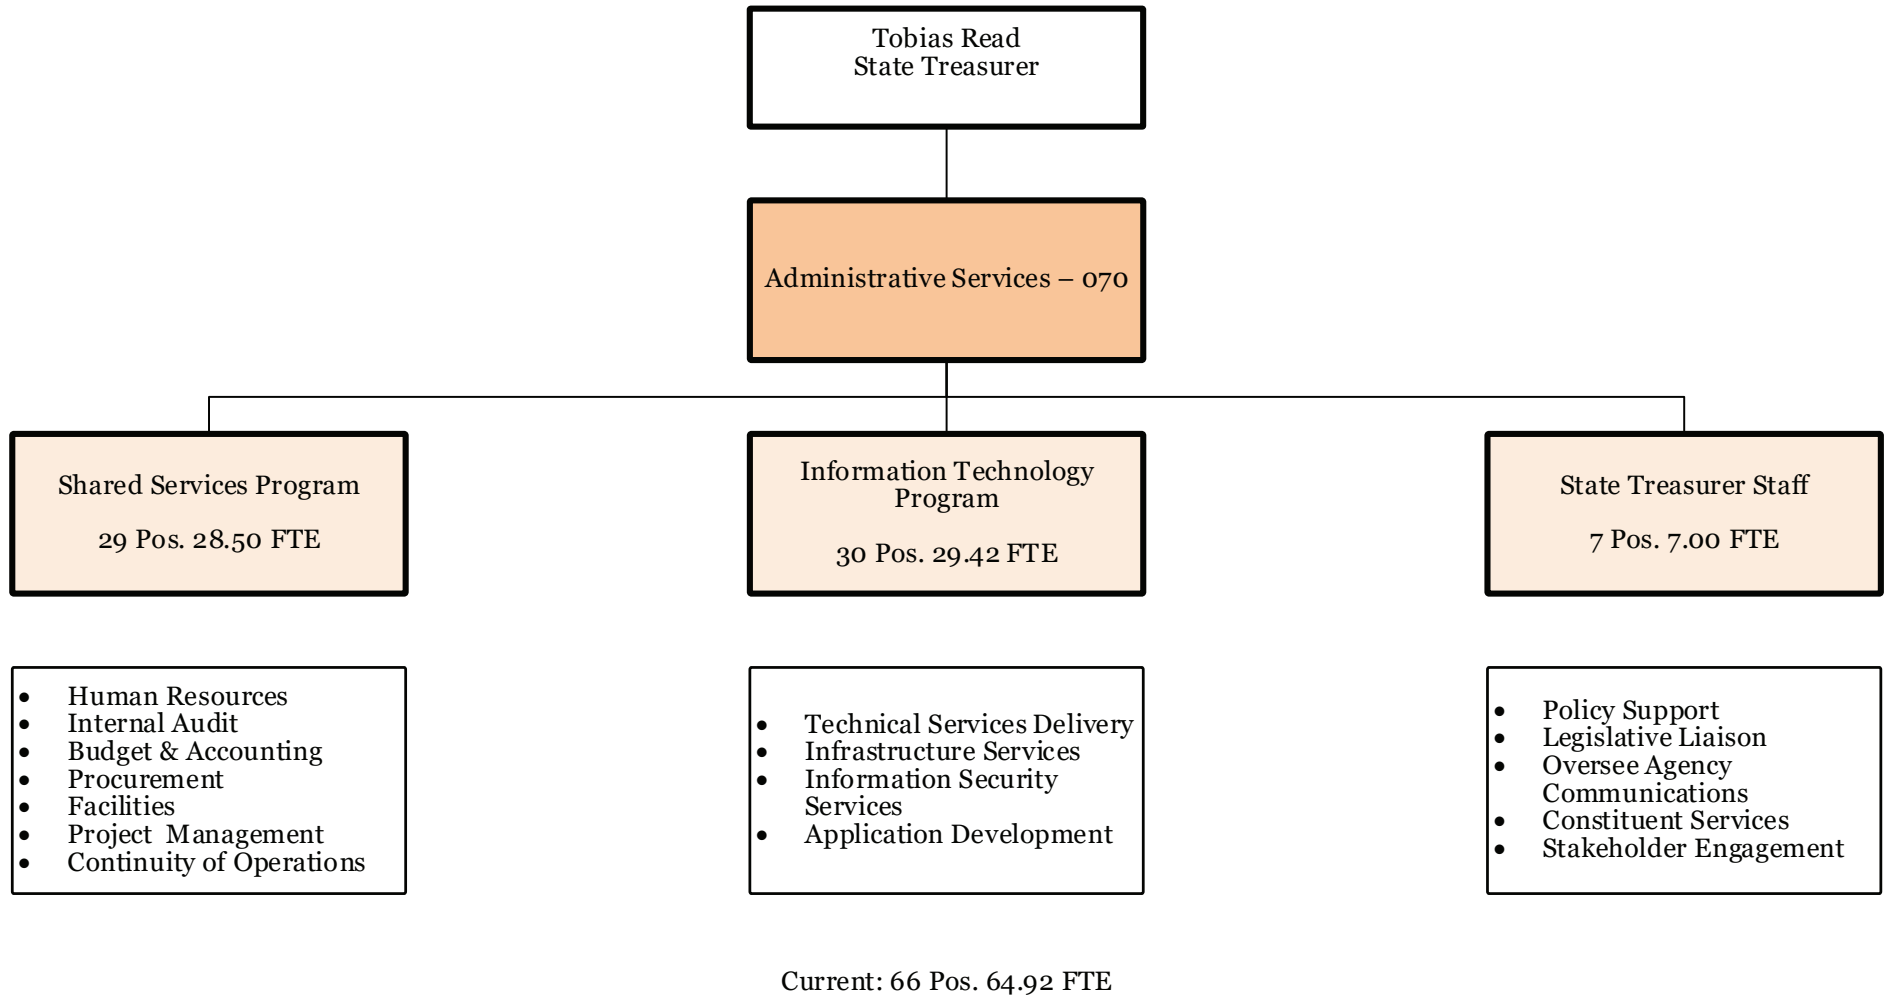 Tobias Read
State Treasurer
Administrative Services – 070
Shared Services Program
29 Pos. 28.50 FTE
Information Technology
Program
30 Pos. 29.42 FTE
State Treasurer Staff
7 Pos. 7.00 FTE
• Human Resources
• Internal Audit
• Budget & Accounting
• Procurement
• Facilities
• Project  Management
• Continuity of Operations
• Technical Services Delivery
• Infrastructure Services
• Information Security
Services
• Application Development
• Policy Support
• Legislative Liaison
• Oversee Agency
Communications
• Constituent Services
• Stakeholder Engagement
Current: 66 Pos. 64.92 FTE